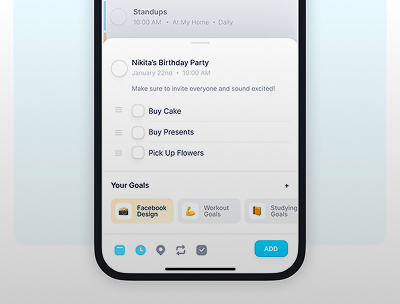 Standups
10:00 AM • At My Home • Daily
Nikita's Birthday Party
January 22nd • 10:00 AM
Make sure to invite everyone and sound excited!
Buy Cake
Buy Presents
Pick Up Flowers
Your Goals
+
Facebook
Design
Workout
Goals
Studying
Goals
ADD